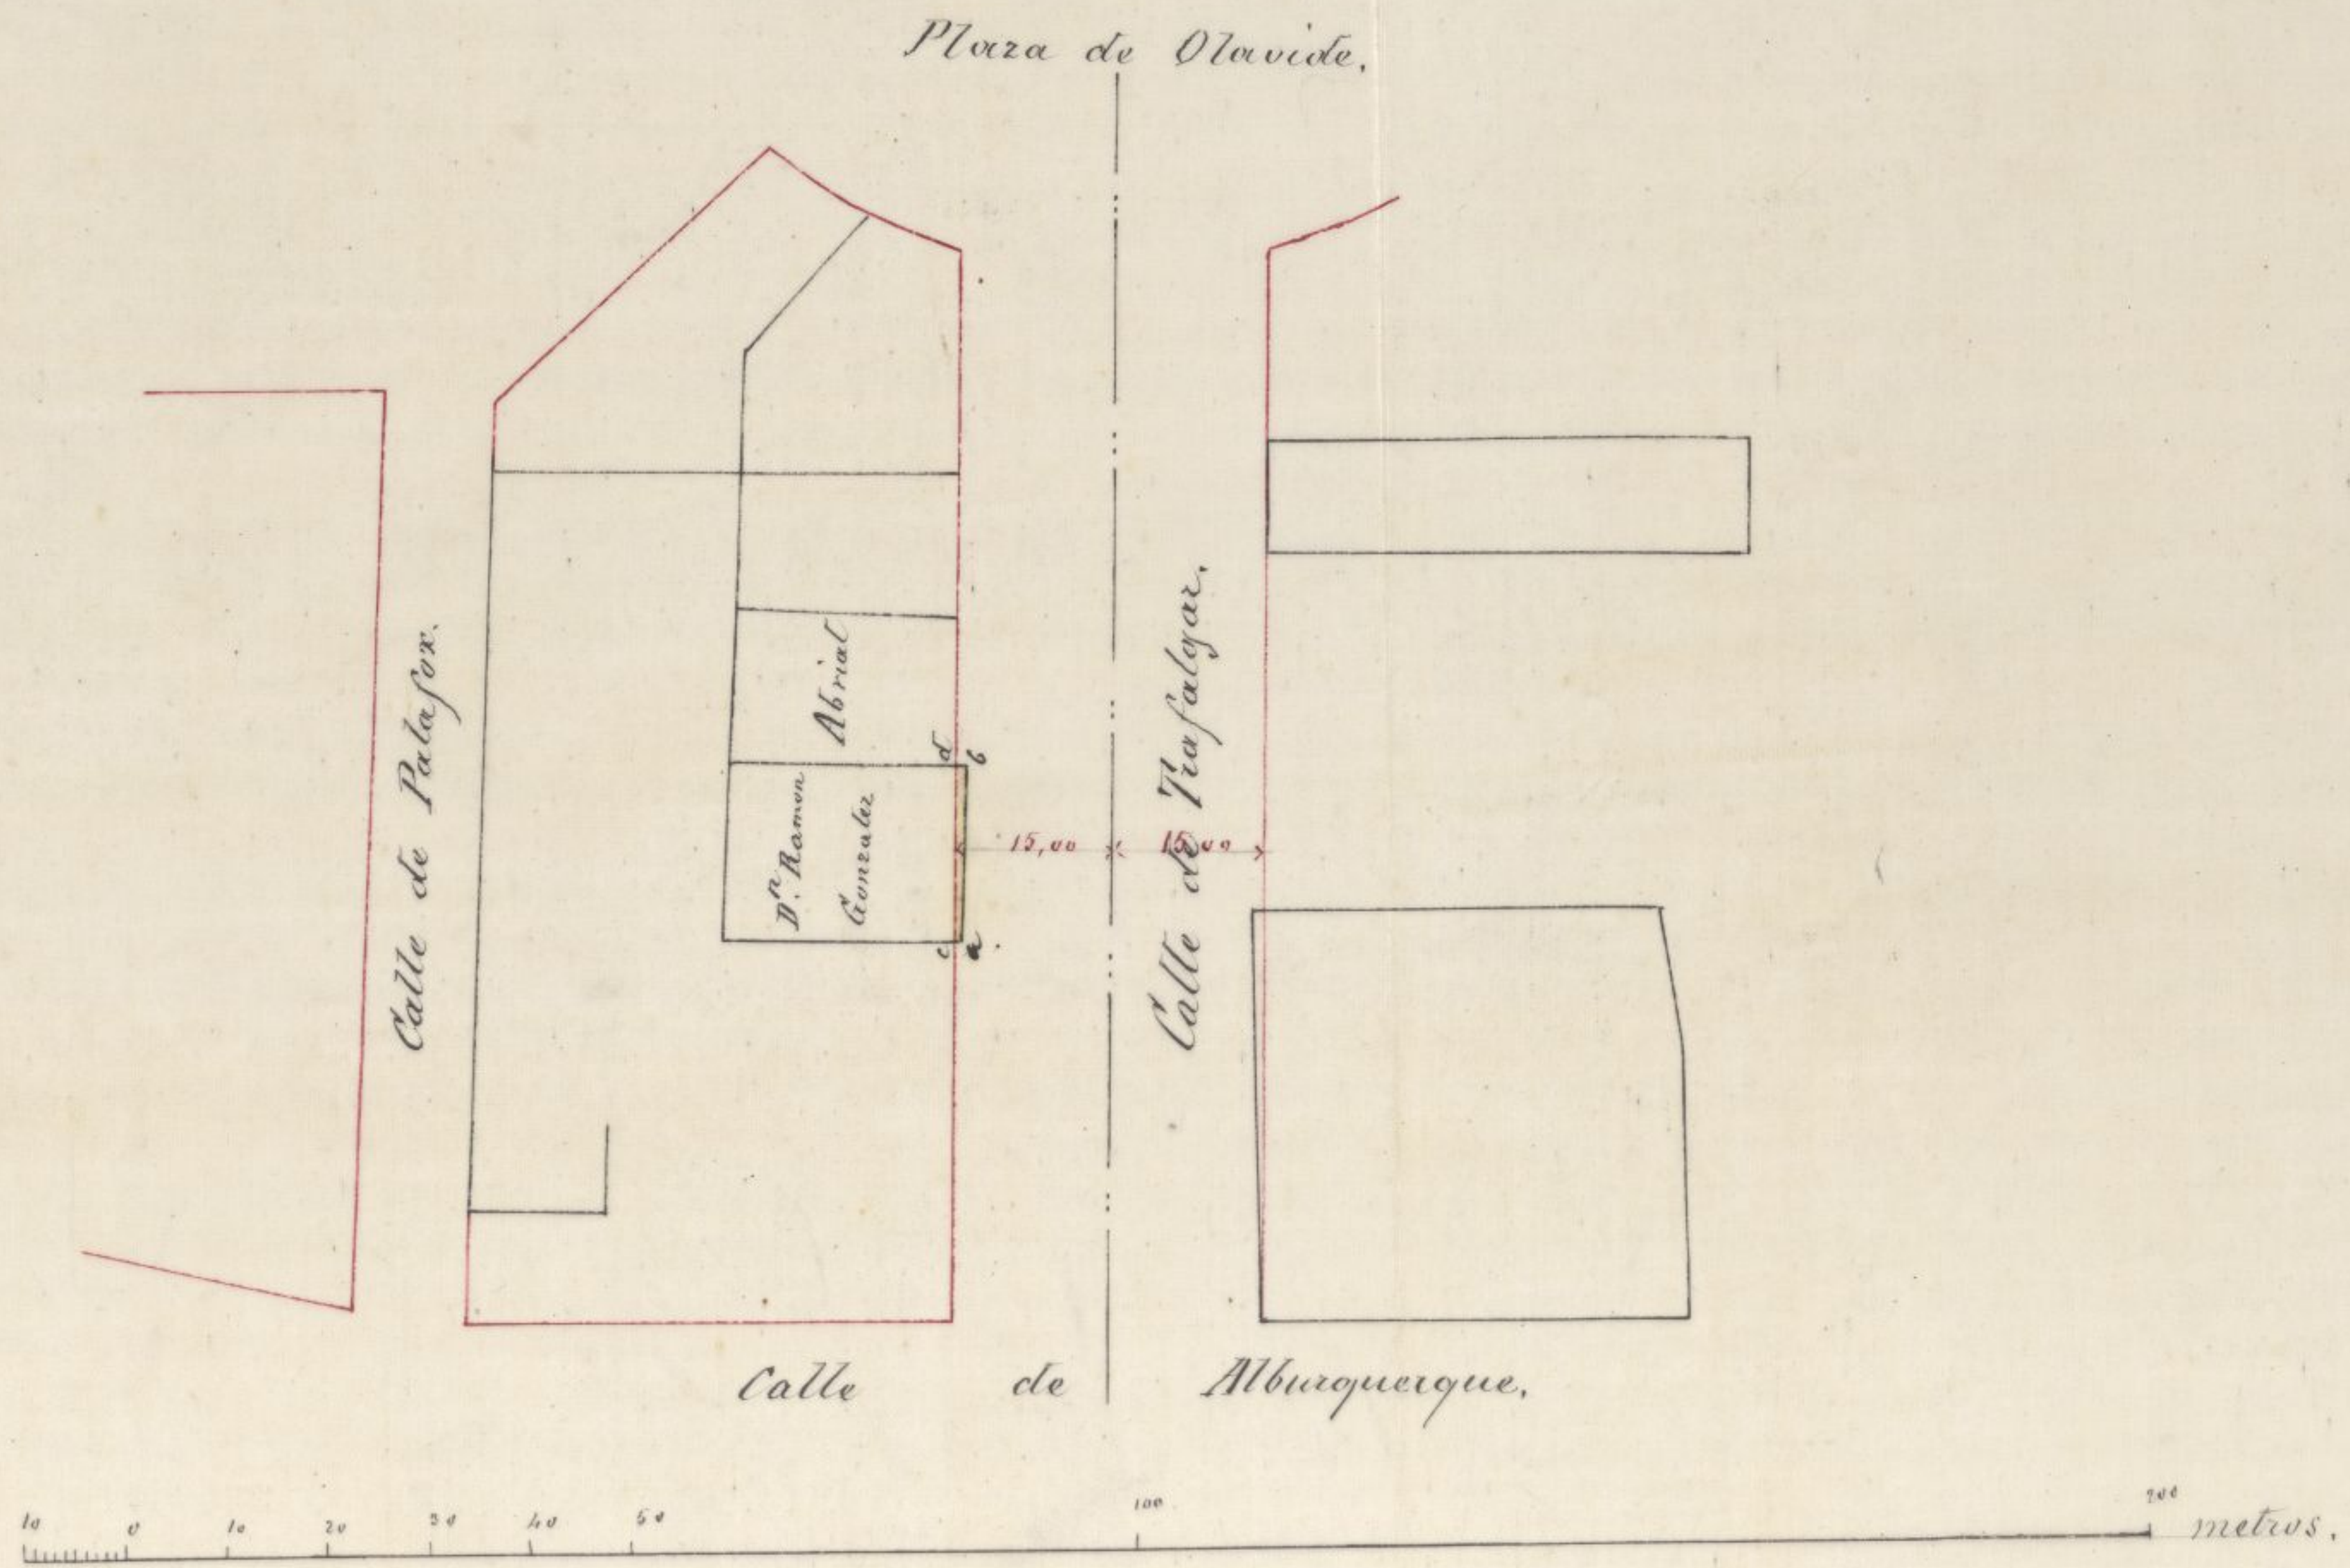 Plaza de Olavide.
Calle de Palafox.
Abrial
d
b
Dn. Ramon
Gonzalez
c
a.
15,00
15,00
Calle de Trafalgar.
Calle de Alburquerque.
10 0 10 20 30 40 50 100 200 metros.